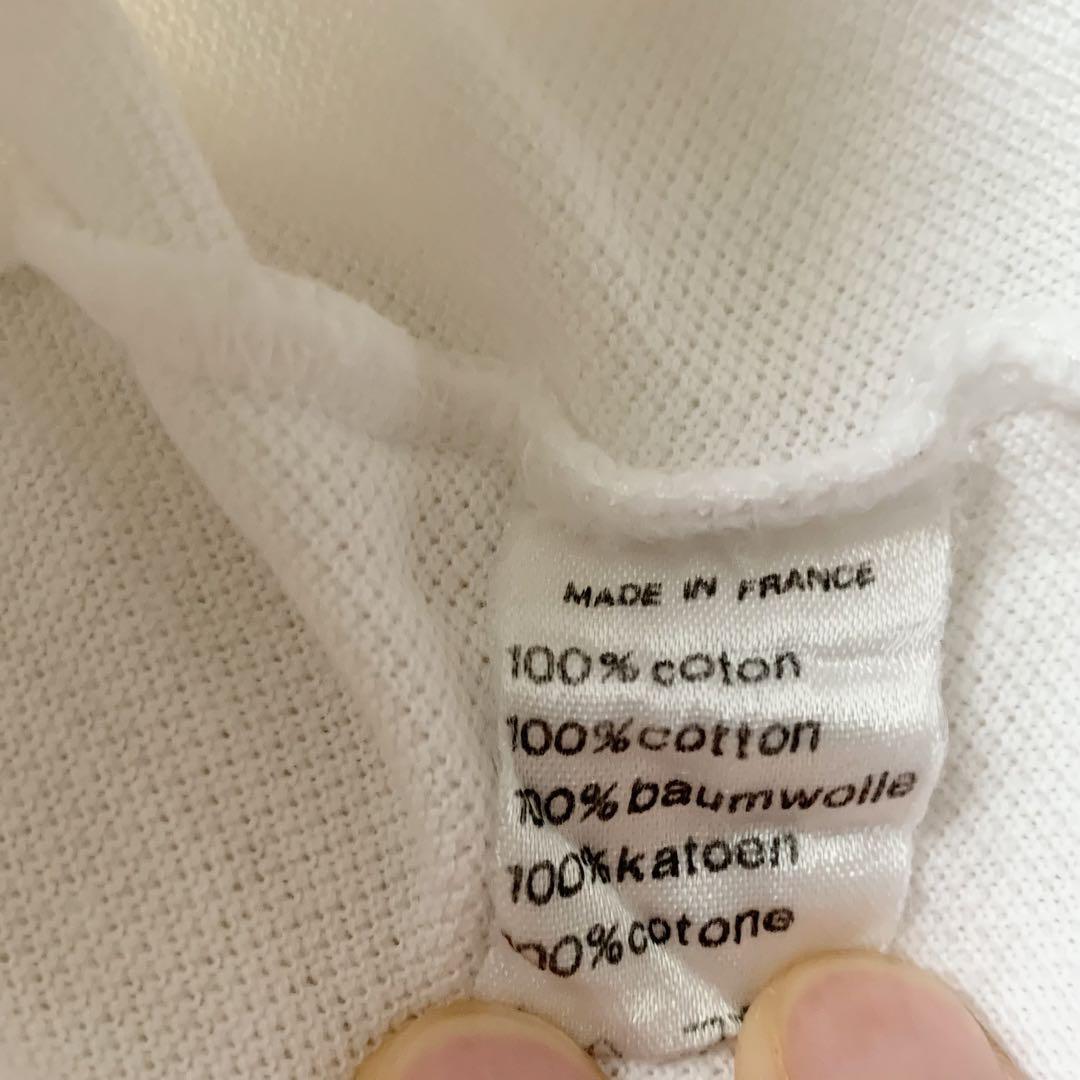 MADE IN FRANCE
100% coton
100% cotton
100% baumwolle
100% katoen
100% cotone